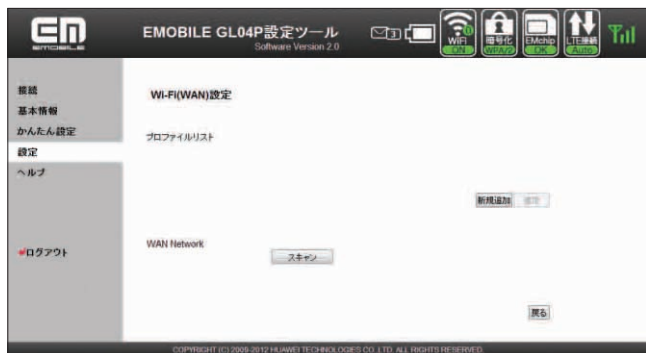 EM
EMOBILE
EMOBILE GL04P設定ツール
Software Version 2.0
3
WiFi
ON
暗号化
WPA/2
EMchip
OK
LTE接続
Auto
接続
基本情報
かんたん設定
設定
ヘルプ
ログアウト
Wi-Fi(WAN)設定
プロファイルリスト
新規追加
WAN Network
スキャン
戻る
COPYRIGHT (C) 2009-2012 HUAWEI TECHNOLOGIES CO.,LTD. ALL RIGHTS RESERVED.